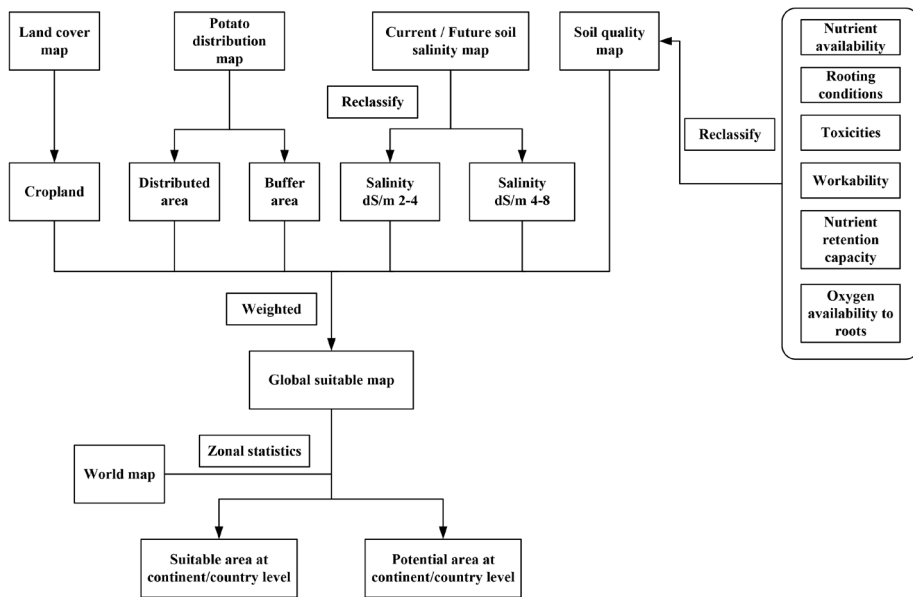 Land cover
map
Potato
distribution
map
Current / Future soil
salinity map
Soil quality
map
Nutrient
availability
Rooting
conditions
Toxicities
Workability
Nutrient
retention
capacity
Oxygen
availability to
roots
Reclassify
Reclassify
Cropland
Distributed
area
Buffer
area
Salinity
dS/m 2-4
Salinity
dS/m 4-8
Weighted
Global suitable map
Zonal statistics
World map
Suitable area at
continent/country level
Potential area at
continent/country level